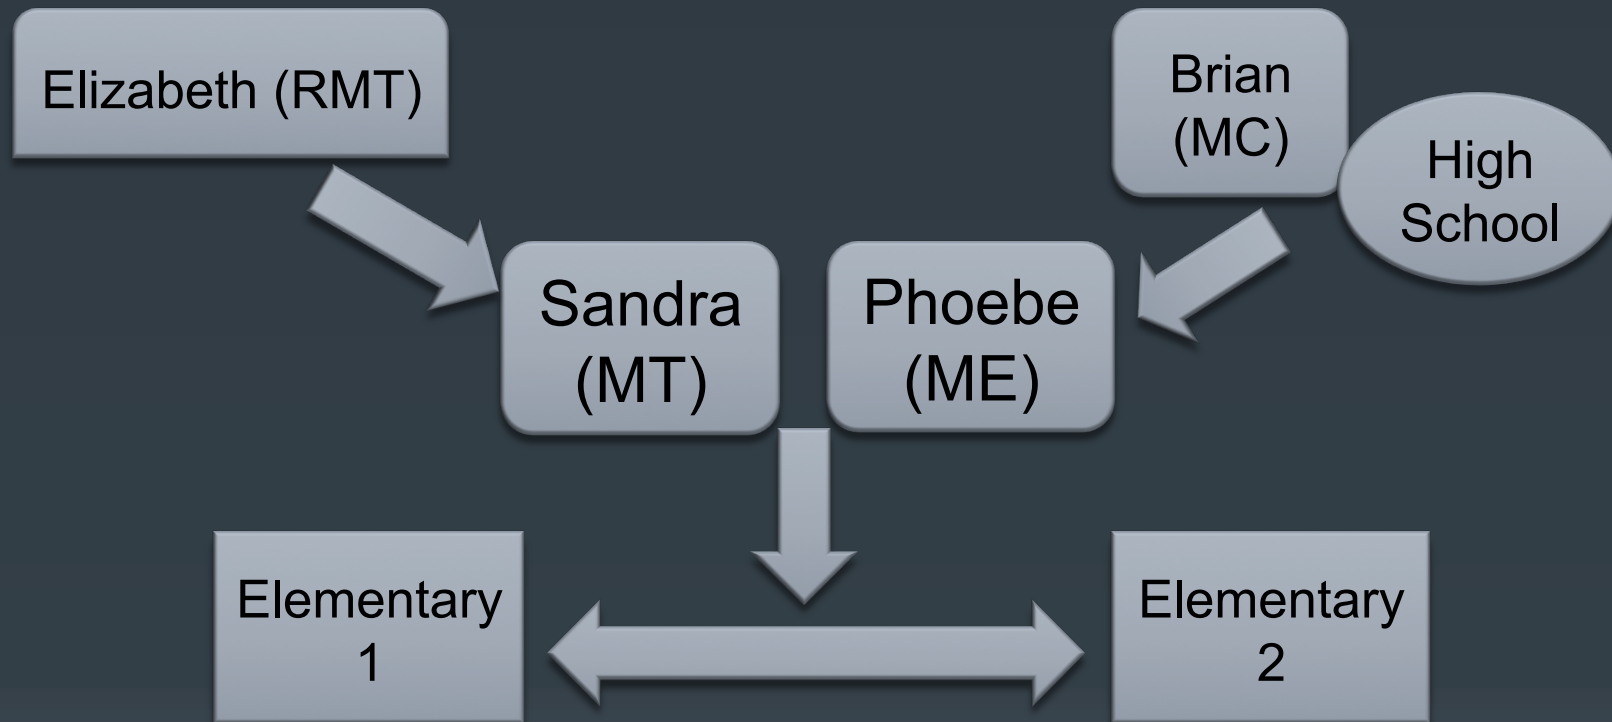 Elizabeth (RMT)
Brian
(MC)
High
School
Sandra
(MT)
Phoebe
(ME)
Elementary
1
Elementary
2